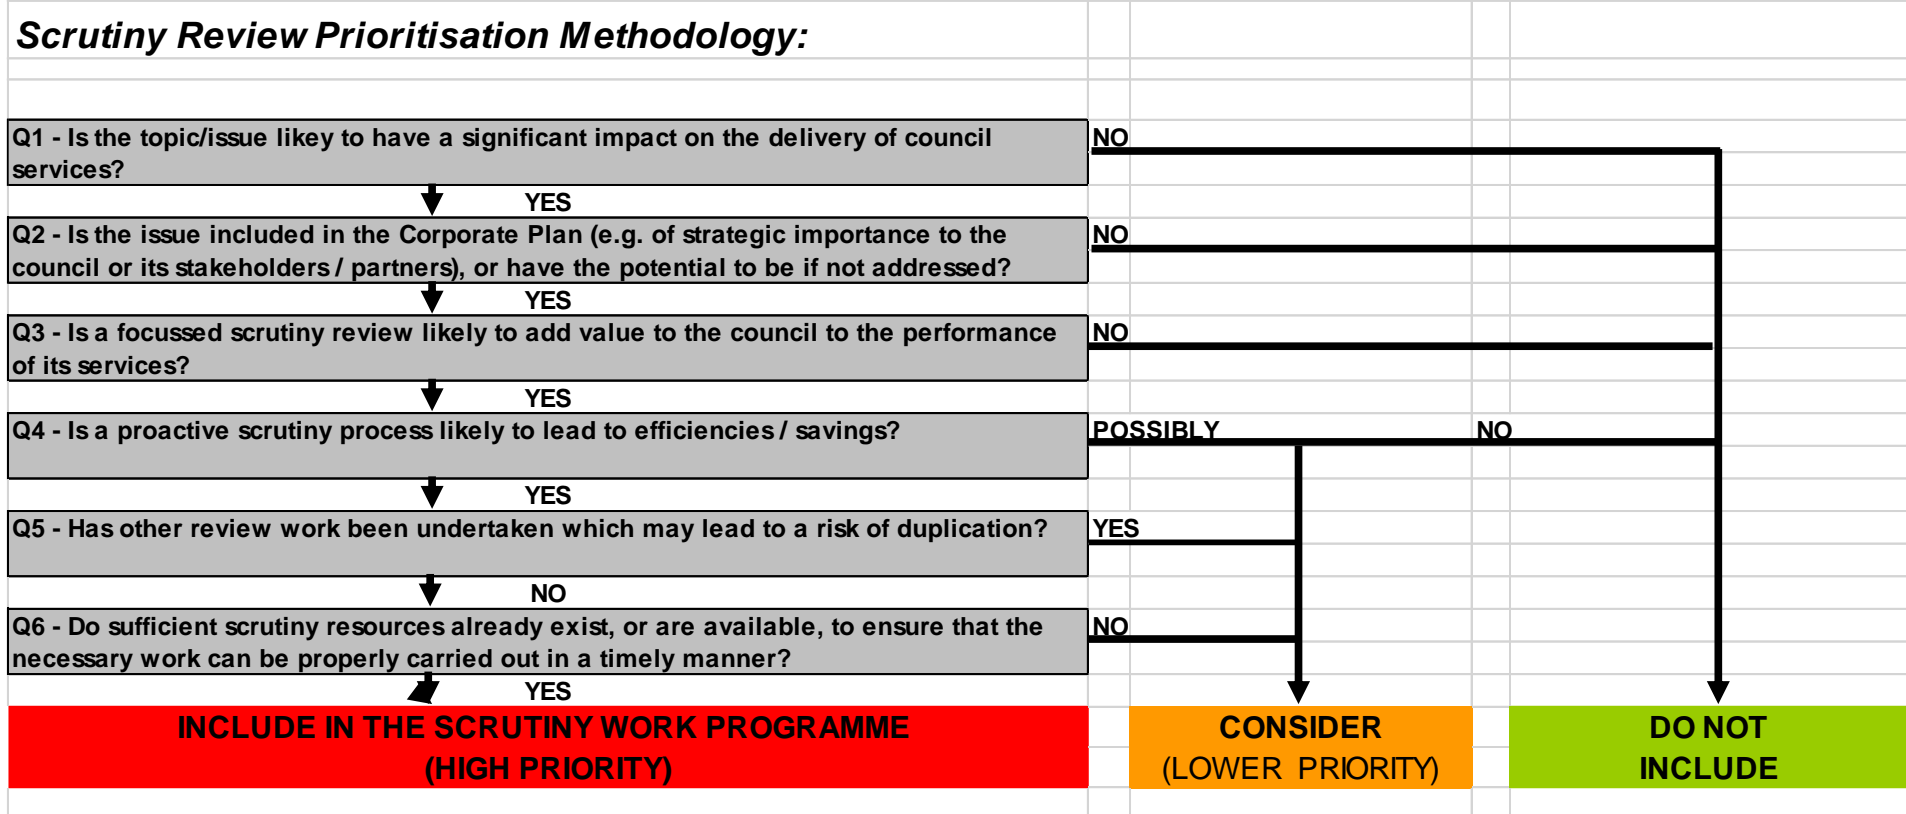 Scrutiny Review Prioritisation Methodology:
Q1 - Is the topic/issue likey to have a significant impact on the delivery of council
services?
NO
YES
Q2 - Is the issue included in the Corporate Plan (e.g. of strategic importance to the
council or its stakeholders / partners), or have the potential to be if not addressed?
NO
YES
Q3 - Is a focussed scrutiny review likely to add value to the council to the performance
of its services?
NO
YES
Q4 - Is a proactive scrutiny process likely to lead to efficiencies / savings?
POSSIBLY
NO
YES
Q5 - Has other review work been undertaken which may lead to a risk of duplication?
YES
NO
Q6 - Do sufficient scrutiny resources already exist, or are available, to ensure that the
necessary work can be properly carried out in a timely manner?
NO
YES
INCLUDE IN THE SCRUTINY WORK PROGRAMME
(HIGH PRIORITY)
CONSIDER
(LOWER PRIORITY)
DO NOT
INCLUDE